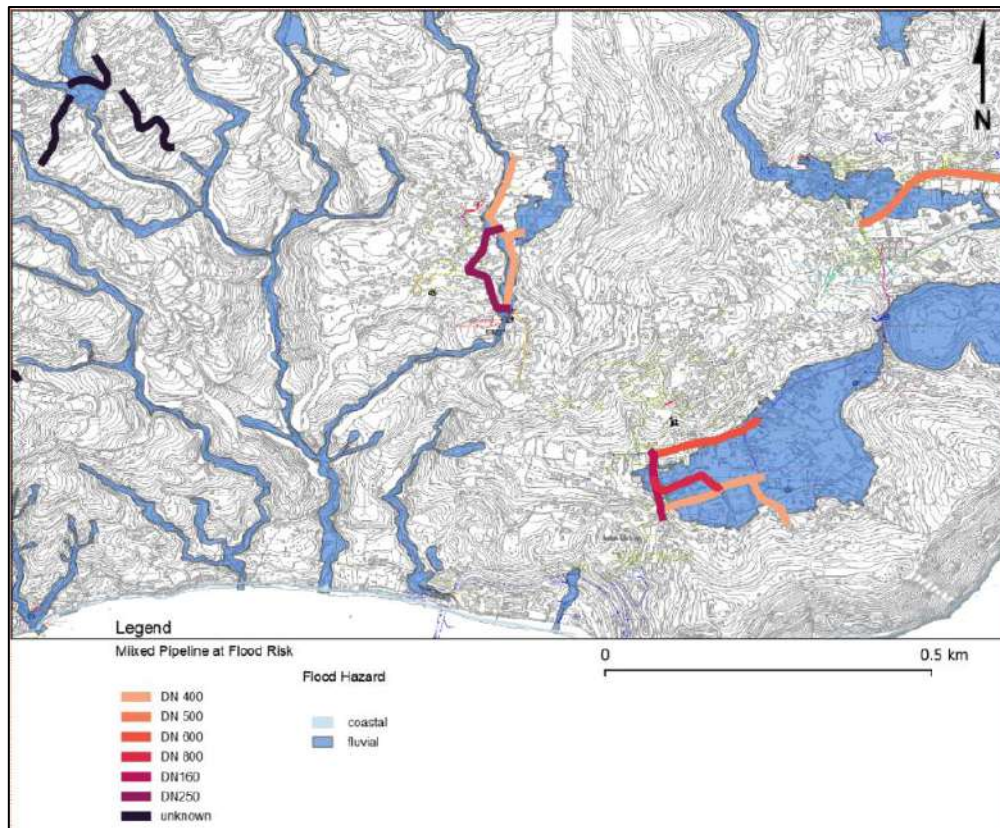 N
Legend
Miixed Pipeline at Flood Risk
0 0.5 km
Flood Hazard
DN 400
DN 500
DN 600
DN 800
DN160
DN250
unknown
coastal
fluvial